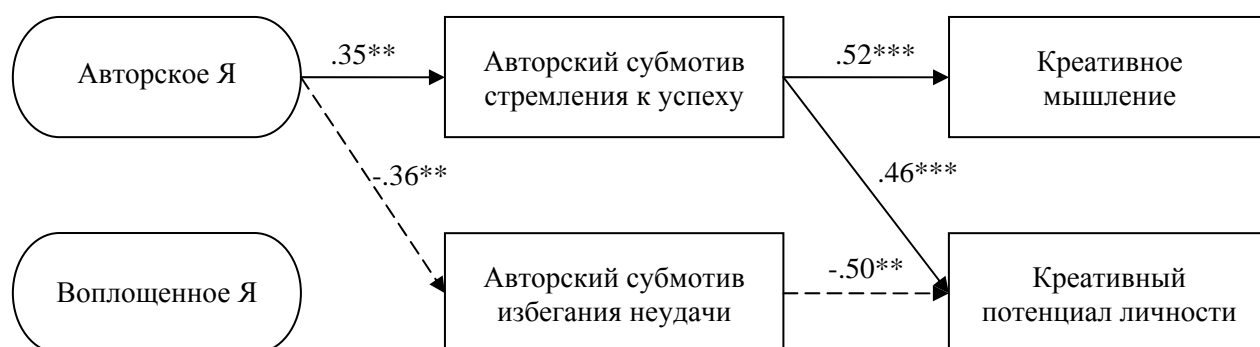 Авторское Я
.35**
Авторский субмотив
стремления к успеху
.52***
Креативное
мышление
-.36**
.46***
Воплощенное Я
Авторский субмотив
избегания неудачи
-.50**
Креативный
потенциал личности